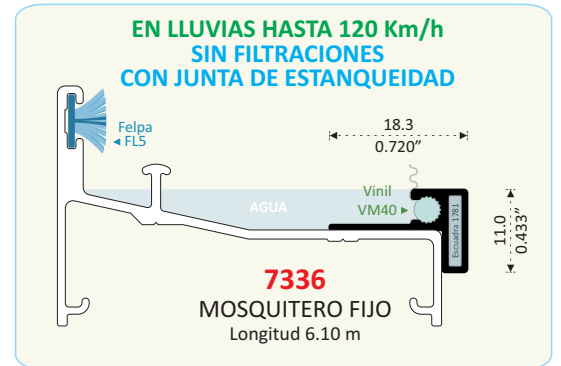 EN LLUVIAS HASTA 120 Km/h
SIN FILTRACIONES
CON JUNTA DE ESTANQUEIDAD
Felpa
◄ FL5
18.3
0.720”
AGUA
Vinil
VM40 ►
Escuadra 1781
11.0
0.433”
7336
MOSQUITERO FIJO
Longitud 6.10 m